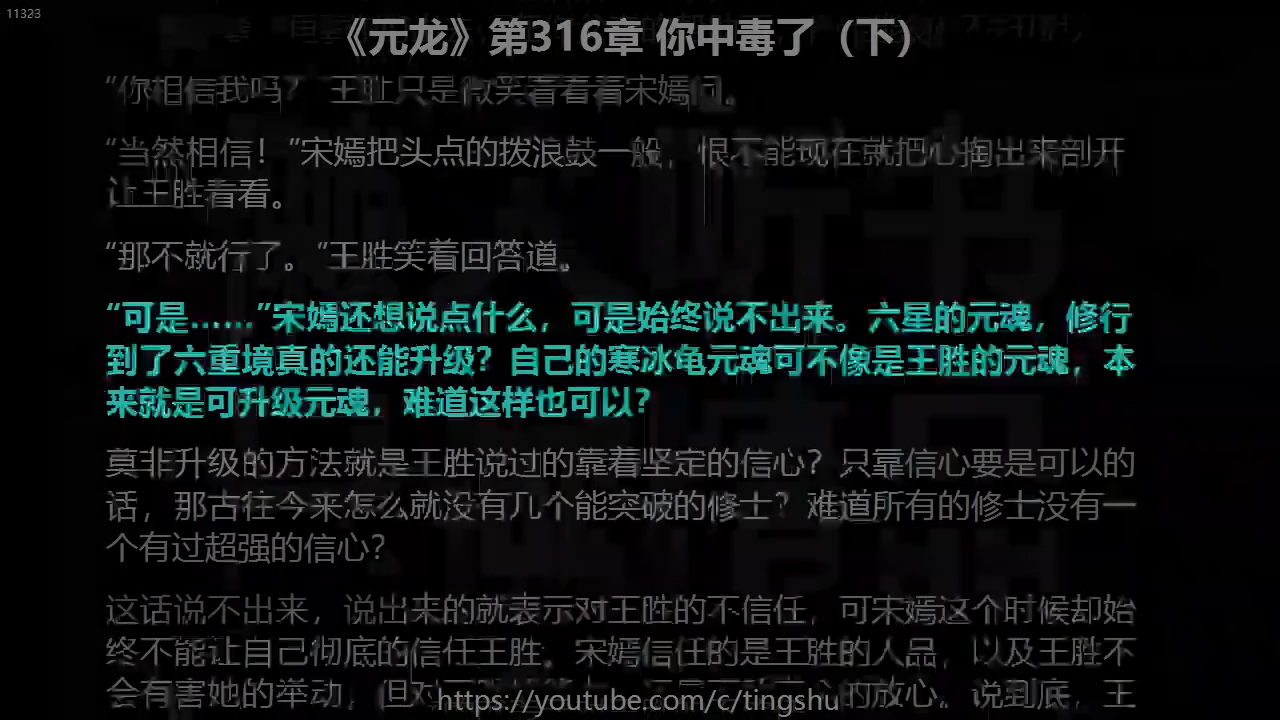 11323
《元龙》第316章 你中毒了（下）
“你相信我吗？”王胜只是微笑着看着宋嫣问。
“当然相信！”宋嫣把头点的拨浪鼓一般，恨不能现在就把心掏出来剖开
让王胜看看。
“那不就行了。”王胜笑着回答道。
“可是……”宋嫣还想说点什么，可是始终说不出来。六星的元魂，修行
到了六重境真的还能升级？自己的寒冰龟元魂可不像是王胜的元魂，本
来就是可升级元魂，难道这样也可以？
莫非升级的方法就是王胜说过的靠着坚定的信心？只靠信心要是可以的
话，那古往今来怎么就没有几个能突破的修士？难道所有的修士没有一
个有过超强的信心？
这话说不出来，说出来的就表示对王胜的不信任，可宋嫣这个时候却始
终不能让自己彻底的信任王胜。宋嫣信任的是王胜的人品，以及王胜不
会有害她的举动，但对 的放心。说到底，王
https://youtube.com/c/tingshu